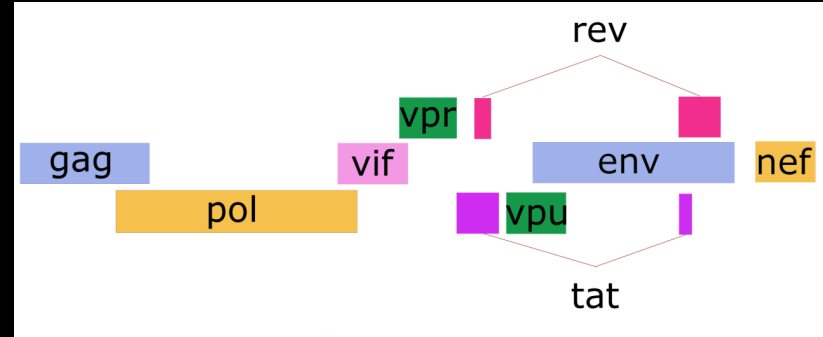 rev
vpr
gag
vif
env
nef
pol
vpu
tat